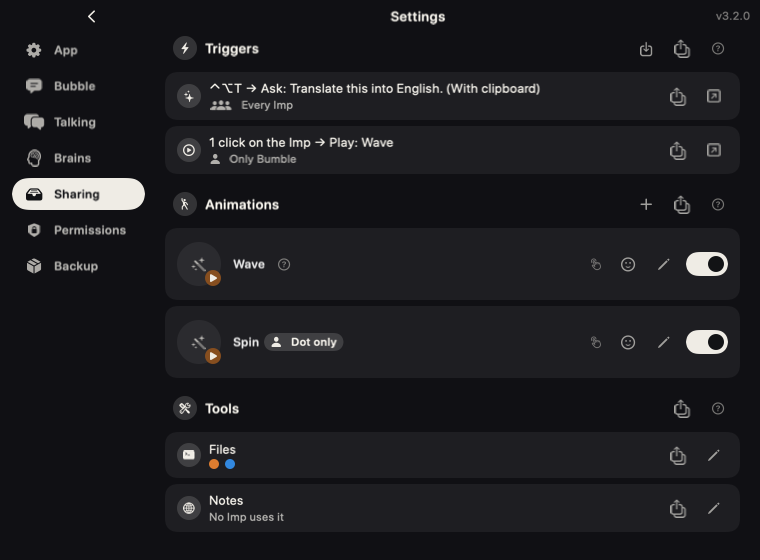 Settings
v3.2.0
App
Bubble
Talking
Brains
Sharing
Permissions
Backup
Triggers
⌃⌥T → Ask: Translate this into English. (With clipboard)
Every Imp
1 click on the Imp → Play: Wave
Only Bumble
Animations
Wave
Spin Dot only
Tools
Files
Notes
No Imp uses it